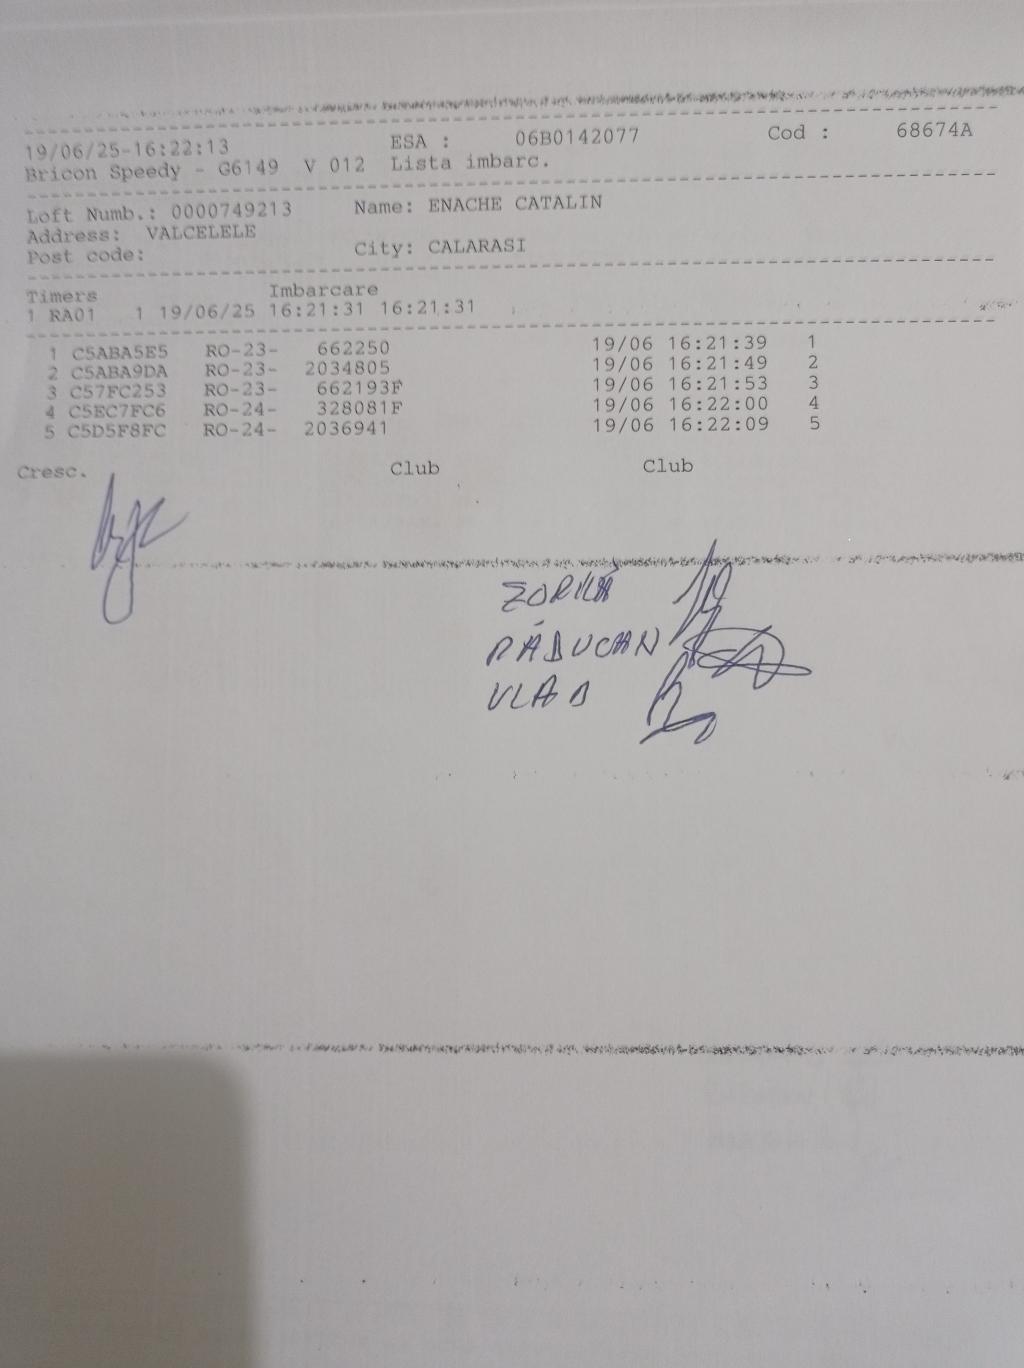 19/06/25-16:22:13 ESA : 06B0142077 Cod : 68674A
Bricon Speedy - G6149 V 012 Lista imbarc.
Loft Numb.: 0000749213 Name: ENACHE CATALIN
Address: VALCELELE
Post code: City: CALARASI
Timers Imbarcare
1 RA01 1 19/06/25 16:21:31 16:21:31
1 C5ABA5E5 RO-23- 662250 19/06 16:21:39 1
2 C5ABA9DA RO-23- 2034805 19/06 16:21:49 2
3 C57FC253 RO-23- 662193F 19/06 16:21:53 3
4 C5EC7FC6 RO-24- 328081F 19/06 16:22:00 4
5 C5D5F8FC RO-24- 2036941 19/06 16:22:09 5
Cresc. Club Club
RĂDUCAN
VLAD